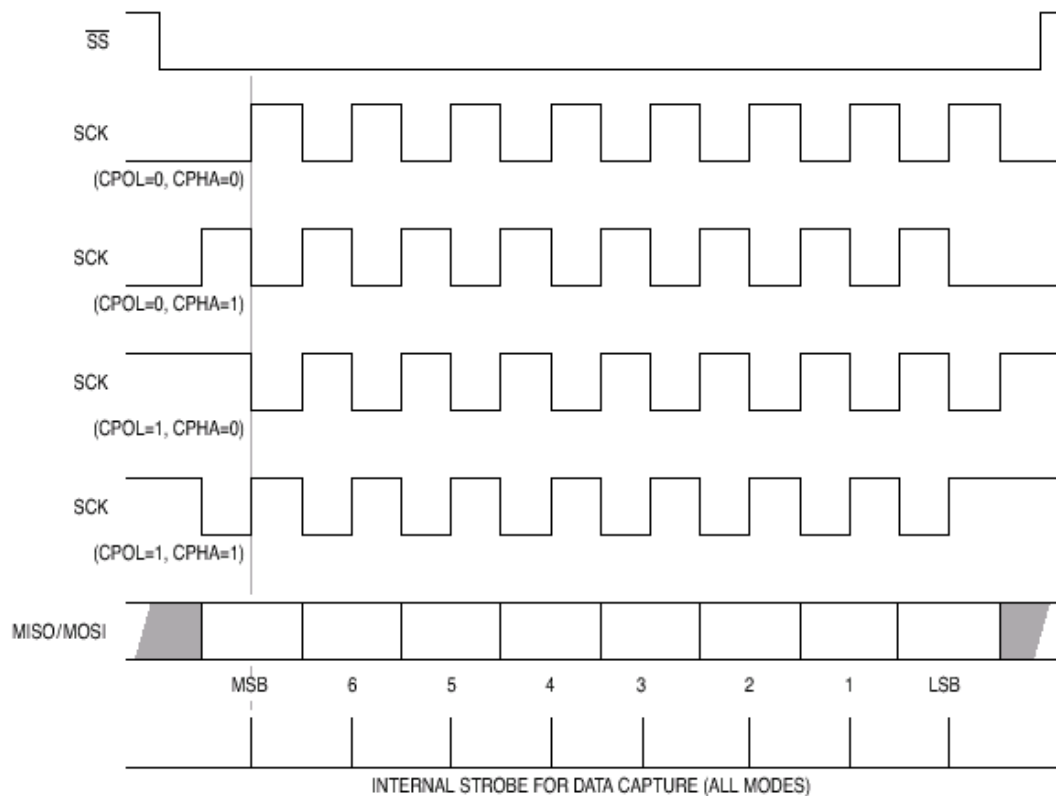 SS
SCK
(CPOL=0, CPHA=0)
SCK
(CPOL=0, CPHA=1)
SCK
(CPOL=1, CPHA=0)
SCK
(CPOL=1, CPHA=1)
MISO/MOSI
MSB 6 5 4 3 2 1 LSB
INTERNAL STROBE FOR DATA CAPTURE (ALL MODES)